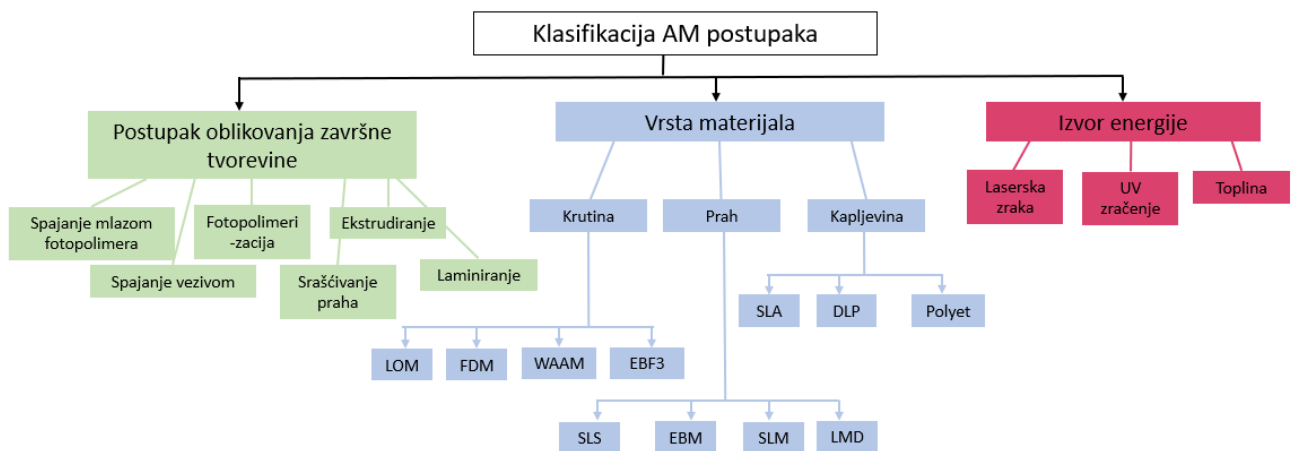 Klasifikacija AM postupaka
Postupak oblikovanja završne
tvorevine
Spajanje mlazom
fotopolimera
Spajanje vezivom
Fotopolimeri
-zacija
Srašćivanje
praha
Ekstrudiranje
Laminiranje
Vrsta materijala
Krutina
Prah
Kapljevina
LOM
FDM
WAAM
EBF3
SLS
EBM
SLM
LMD
SLA
DLP
Polyet
Izvor energije
Laserska
zraka
UV
zračenje
Toplina